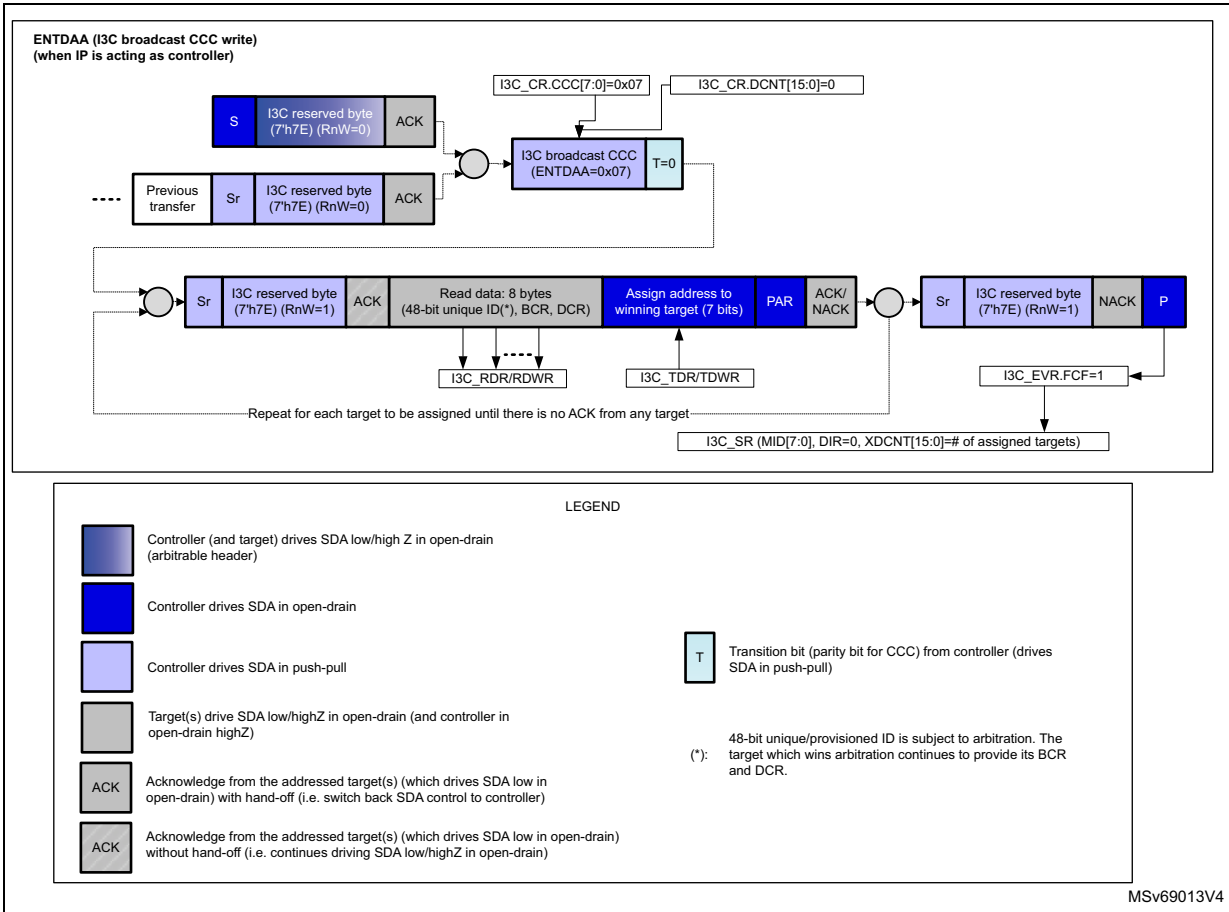 ENTDAA (I3C broadcast CCC write)
(when IP is acting as controller)
I3C_CR.CCC[7:0]=0x07
I3C_CR.DCNT[15:0]=0
S
I3C reserved byte
(7'h7E) (RnW=0)
ACK
I3C broadcast CCC
(ENTDAA=0x07)
T=0
Previous
transfer
Sr
I3C reserved byte
(7'h7E) (RnW=0)
ACK
Sr
I3C reserved byte
(7'h7E) (RnW=1)
ACK
Read data: 8 bytes
(48-bit unique ID(*), BCR, DCR)
Assign address to
winning target (7 bits)
PAR
ACK/
NACK
Sr
I3C reserved byte
(7'h7E) (RnW=1)
NACK
P
I3C_RDR/RDWR
I3C_TDR/TDWR
I3C_EVR.FCF=1
Repeat for each target to be assigned until there is no ACK from any target
I3C_SR (MID[7:0], DIR=0, XDCNT[15:0]=# of assigned targets)
LEGEND
Controller (and target) drives SDA low/high Z in open-drain
(arbitrable header)
Controller drives SDA in open-drain
Controller drives SDA in push-pull
Target(s) drive SDA low/highZ in open-drain (and controller in
open-drain highZ)
ACK
Acknowledge from the addressed target(s) (which drives SDA low in
open-drain) with hand-off (i.e. switch back SDA control to controller)
ACK
Acknowledge from the addressed target(s) (which drives SDA low in open-drain)
without hand-off (i.e. continues driving SDA low/highZ in open-drain)
T
Transition bit (parity bit for CCC) from controller (drives
SDA in push-pull)
(*):
48-bit unique/provisioned ID is subject to arbitration. The
target which wins arbitration continues to provide its BCR
and DCR.
MSv69013V4